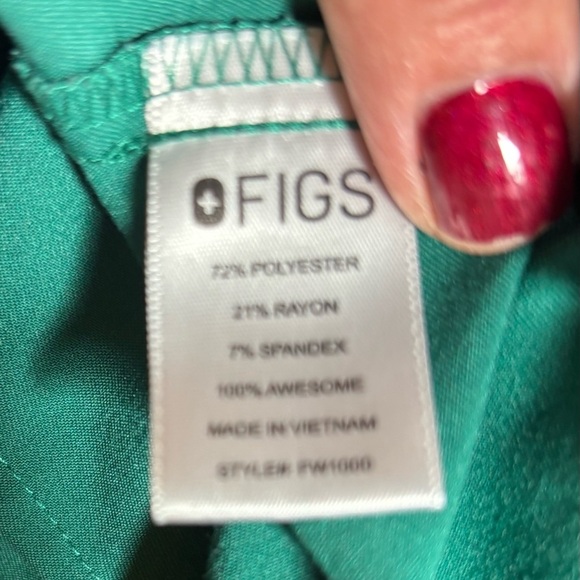 FIGS
72% POLYESTER
21% RAYON
7% SPANDEX
100% AWESOME
MADE IN VIETNAM
STYLE#: FW1000